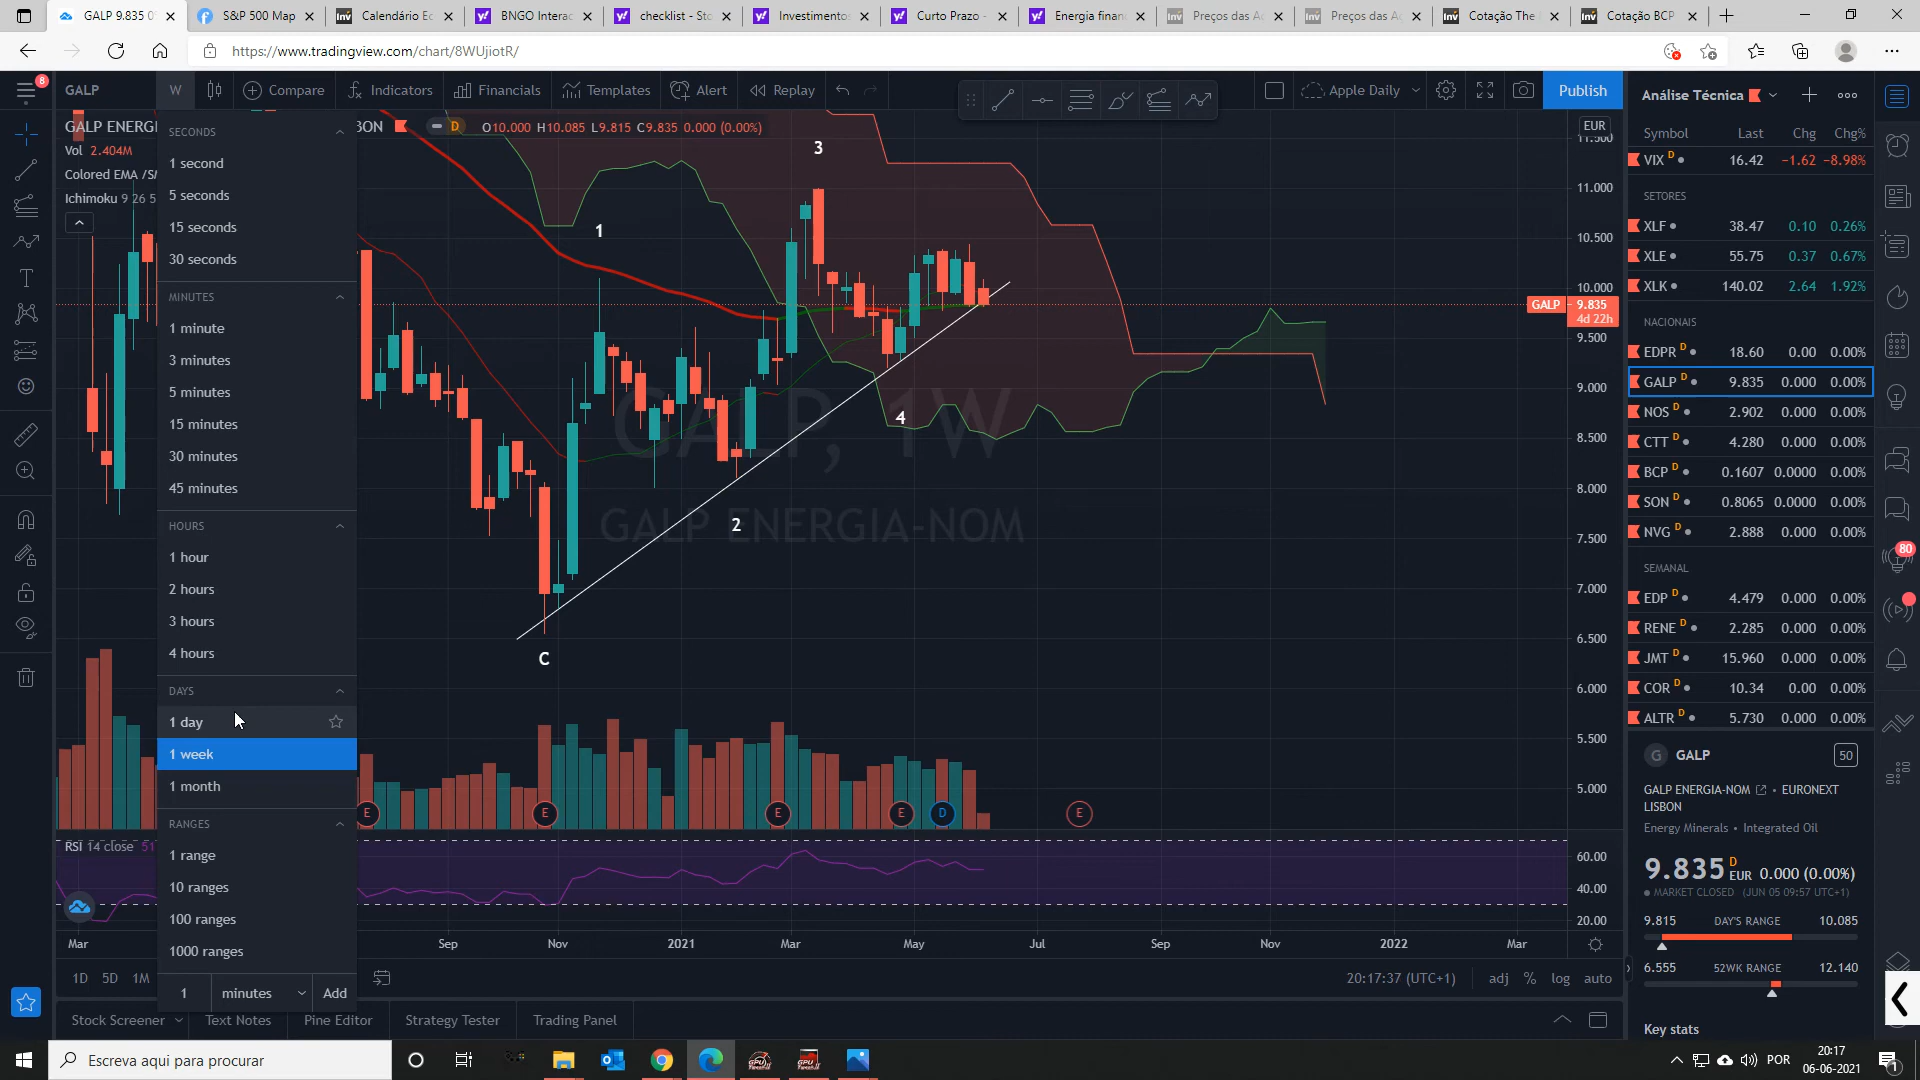 GALP 9.835 0
S&P 500 Map
Calendário Ec
BNGO Interac
checklist - Sto
Investimentos
Curto Prazo -
Energia financ
Preços das Aç
Preços das Aç
Cotação The
Cotação BCP
https://www.tradingview.com/chart/8WUjiotR/
8
GALP
W
Compare
Indicators
Financials
Templates
Alert
Replay
Apple Daily
Publish
GALP ENERGI
BON
D
O10.000 H10.085 L9.815 C9.835 0.000 (0.00%)
Vol 2.404M
Colored EMA /SM
Ichimoku 9 26 5
SECONDS
1 second
5 seconds
15 seconds
30 seconds
MINUTES
1 minute
3 minutes
5 minutes
15 minutes
30 minutes
45 minutes
HOURS
1 hour
2 hours
3 hours
4 hours
DAYS
1 day
1 week
1 month
RANGES
1 range
10 ranges
100 ranges
1000 ranges
1 minutes Add
GALP, 1W
GALP ENERGIA-NOM
1
2
3
4
C
EUR
11.500
11.000
10.500
10.000
GALP 9.835
4d 22h
9.500
9.000
8.500
8.000
7.500
7.000
6.500
6.000
5.500
5.000
E
E
E
E
D
E
RSI 14 close 51
60.00
40.00
20.00
Mar
Sep
Nov
2021
Mar
May
Jul
Sep
Nov
2022
Mar
1D 5D 1M
20:17:37 (UTC+1)
adj % log auto
Stock Screener
Text Notes
Pine Editor
Strategy Tester
Trading Panel
Análise Técnica
Symbol Last Chg Chg%
VIX D 16.42 −1.62 −8.98%
SETORES
XLF 38.47 0.10 0.26%
XLE 55.75 0.37 0.67%
XLK 140.02 2.64 1.92%
NACIONAIS
EDPR D 18.60 0.00 0.00%
GALP D 9.835 0.000 0.00%
NOS D 2.902 0.000 0.00%
CTT D 4.280 0.000 0.00%
BCP D 0.1607 0.0000 0.00%
SON D 0.8065 0.0000 0.00%
NVG D 2.888 0.000 0.00%
SEMANAL
EDP D 4.479 0.000 0.00%
RENE D 2.285 0.000 0.00%
JMT D 15.960 0.000 0.00%
COR D 10.34 0.00 0.00%
ALTR D 5.730 0.000 0.00%
80
G GALP 50
GALP ENERGIA-NOM • EURONEXT
LISBON
Energy Minerals • Integrated Oil
9.835 D EUR 0.000 (0.00%)
MARKET CLOSED (JUN 05 09:57 UTC+1)
9.815 DAY'S RANGE 10.085
6.555 52WK RANGE 12.140
Key stats
Escreva aqui para procurar
POR
20:17
06-06-2021
1